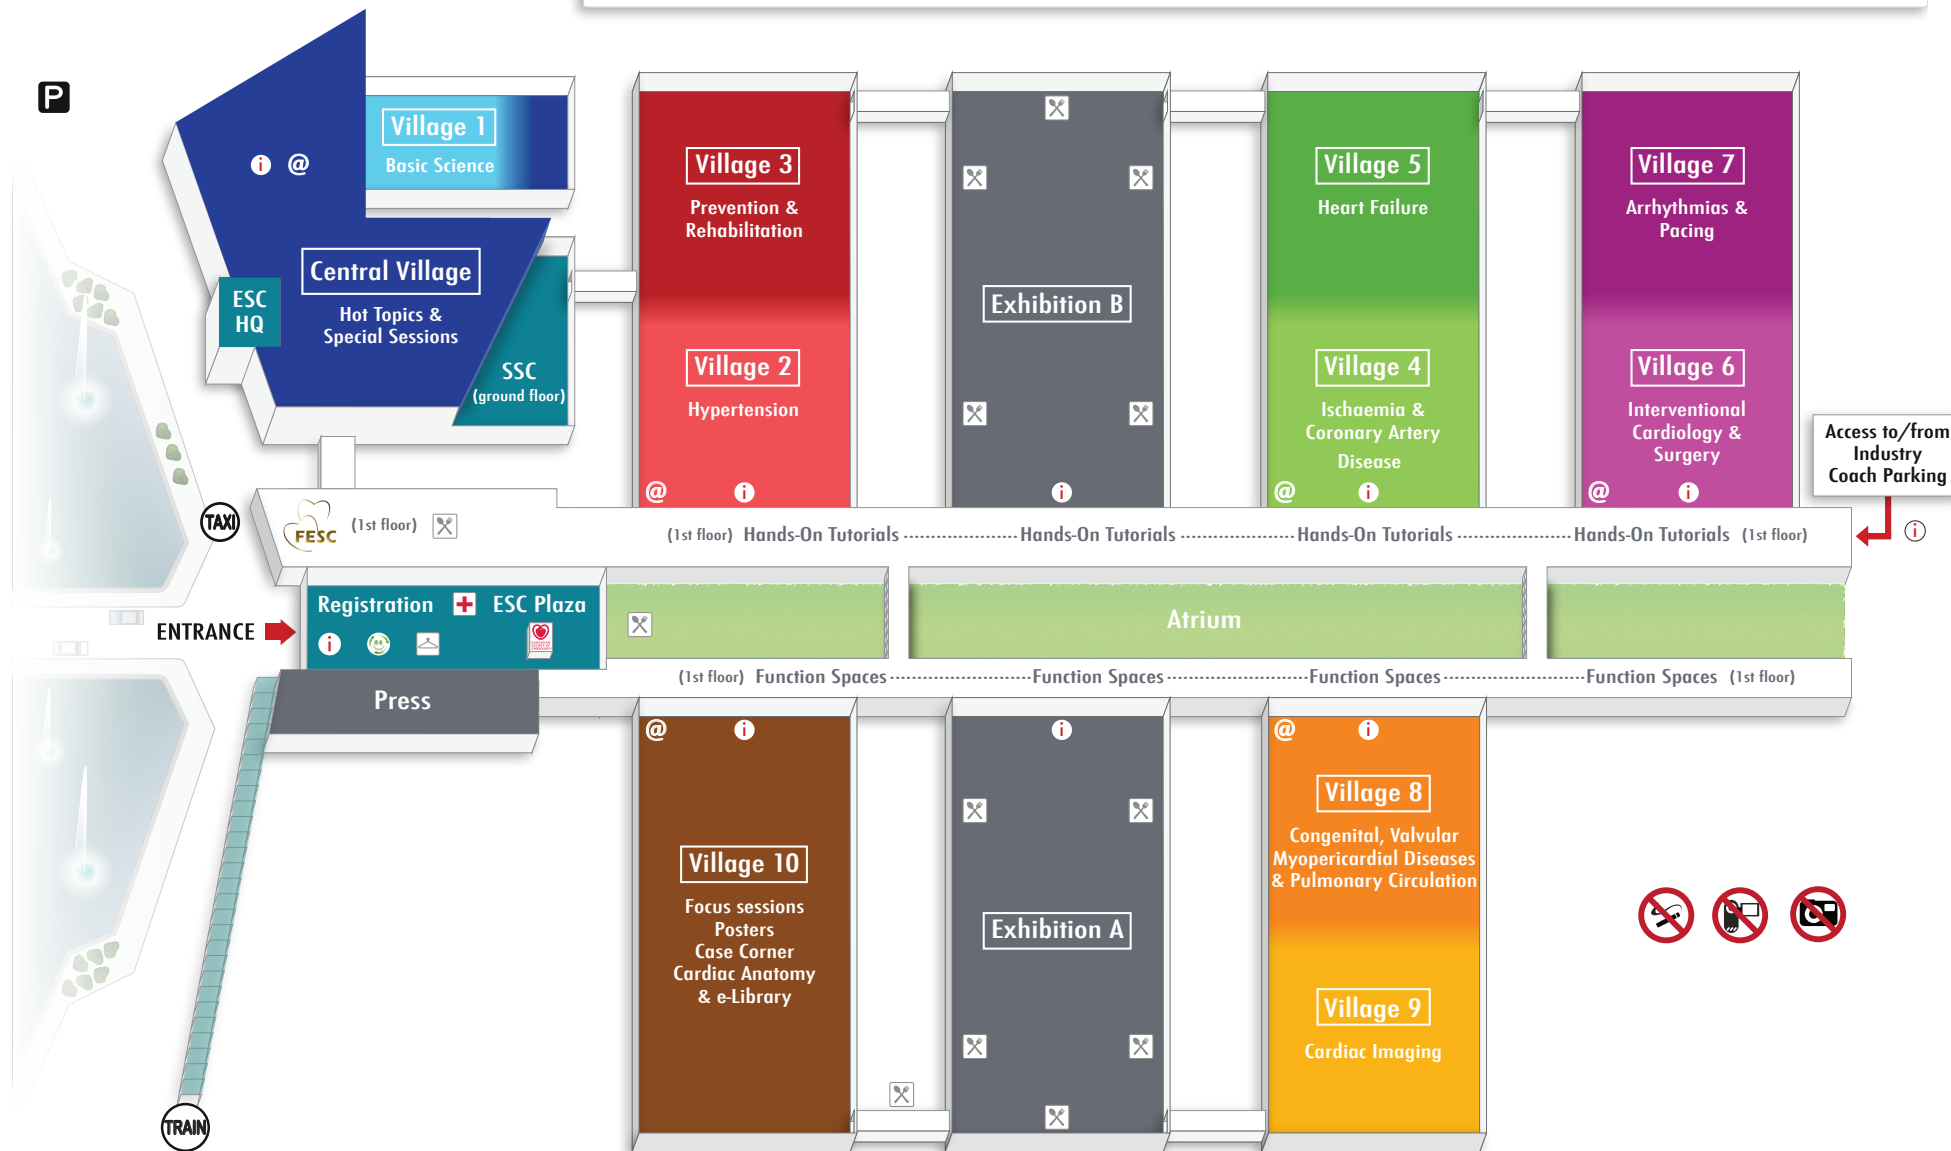 P
Village 1
Basic Science
i @
Central Village
Hot Topics &
Special Sessions
ESC
HQ
SSC
(ground floor)
Village 3
Prevention &
Rehabilitation
Village 2
Hypertension
@ i
Exhibition B
i
Village 5
Heart Failure
Village 4
Ischaemia &
Coronary Artery
Disease
@ i
Village 7
Arrhythmias &
Pacing
Village 6
Interventional
Cardiology &
Surgery
@ i
Access to/from
Industry
Coach Parking
i
TAXI
FESC
(1st floor)
(1st floor) Hands-On Tutorials Hands-On Tutorials Hands-On Tutorials Hands-On Tutorials (1st floor)
ENTRANCE
Registration ESC Plaza
i
Atrium
(1st floor) Function Spaces Function Spaces Function Spaces Function Spaces (1st floor)
Press
@ i
Village 10
Focus sessions
Posters
Case Corner
Cardiac Anatomy
& e-Library
i
Exhibition A
@ i
Village 8
Congenital, Valvular
Myopericardial Diseases
& Pulmonary Circulation
Village 9
Cardiac Imaging
TRAIN